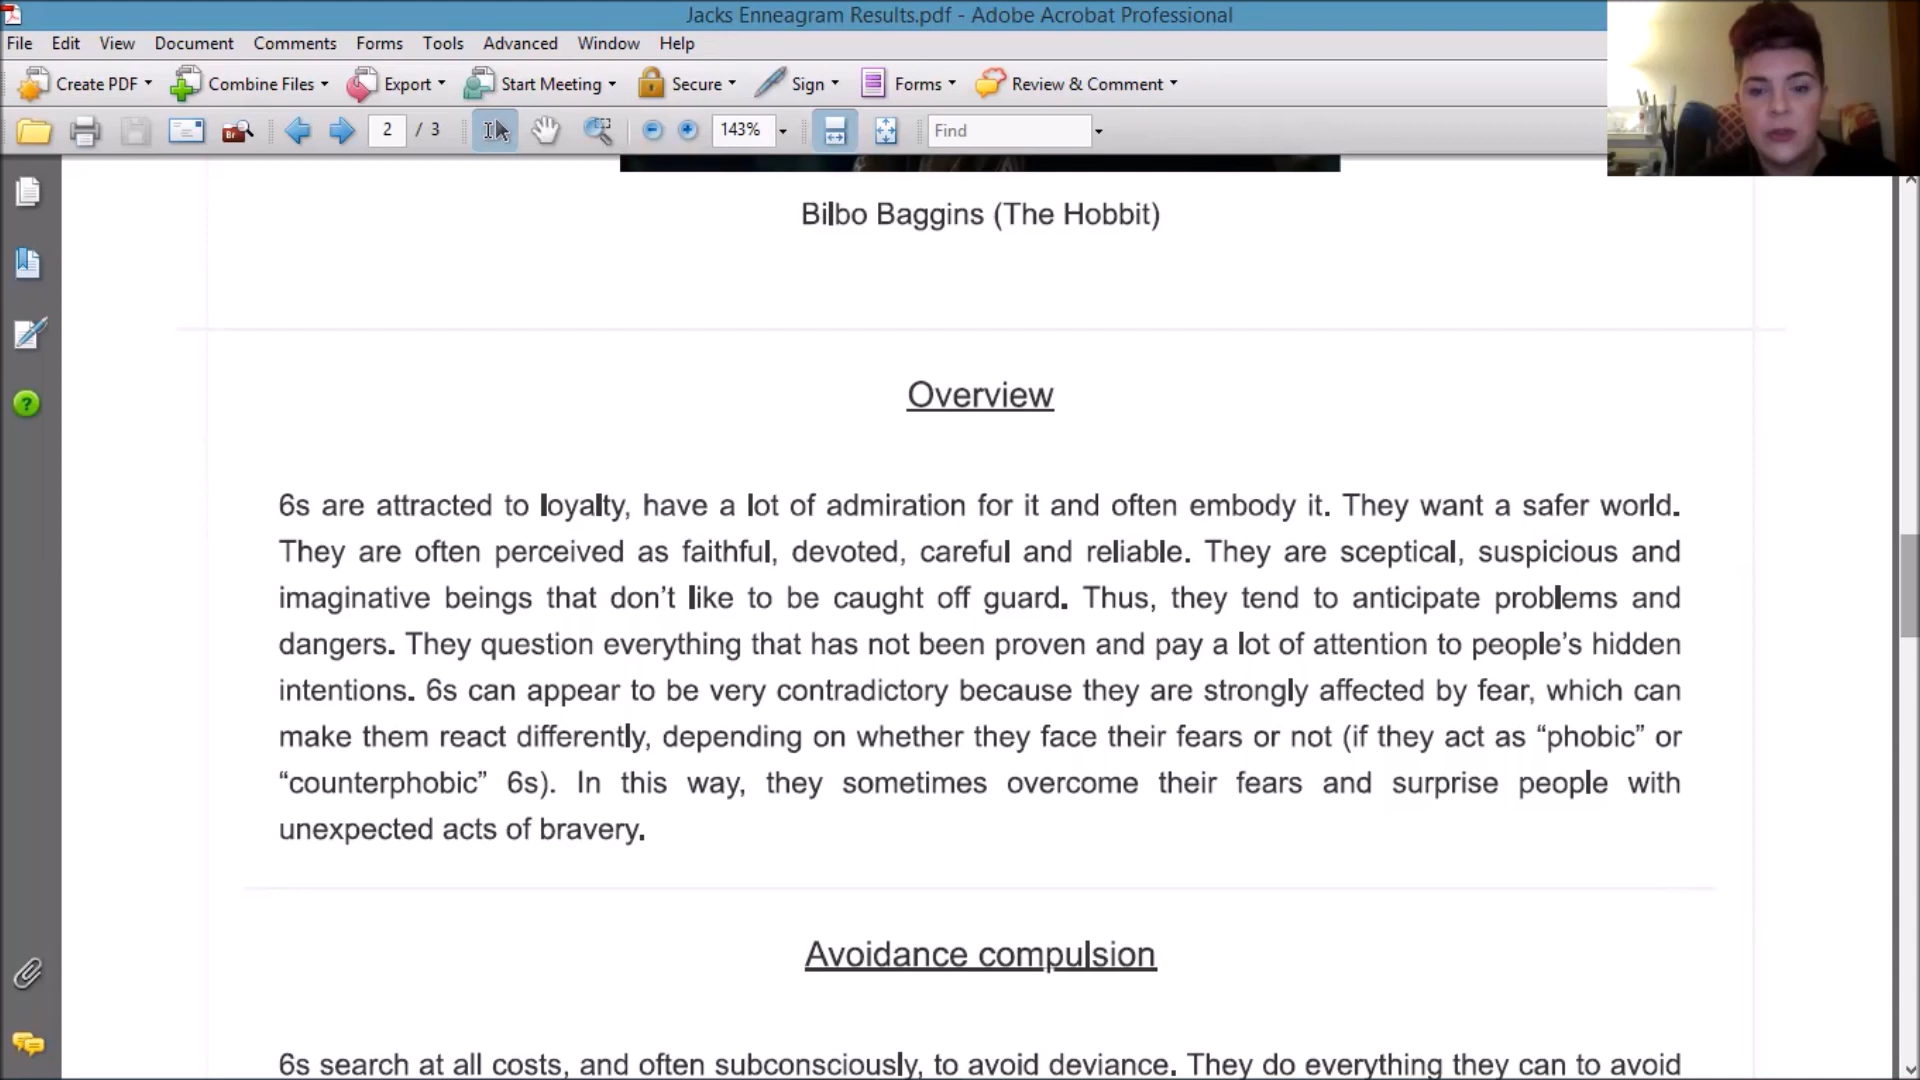 Jacks Enneagram Results.pdf - Adobe Acrobat Professional
File Edit View Document Comments Forms Tools Advanced Window Help
Create PDF Combine Files Export Start Meeting Secure Sign Forms Review & Comment
2 / 3 143% Find
Bilbo Baggins (The Hobbit)
Overview
6s are attracted to loyalty, have a lot of admiration for it and often embody it. They want a safer world.
They are often perceived as faithful, devoted, careful and reliable. They are sceptical, suspicious and
imaginative beings that don’t like to be caught off guard. Thus, they tend to anticipate problems and
dangers. They question everything that has not been proven and pay a lot of attention to people’s hidden
intentions. 6s can appear to be very contradictory because they are strongly affected by fear, which can
make them react differently, depending on whether they face their fears or not (if they act as “phobic” or
“counterphobic” 6s). In this way, they sometimes overcome their fears and surprise people with
unexpected acts of bravery.
Avoidance compulsion
6s search at all costs, and often subconsciously, to avoid deviance. They do everything they can to avoid